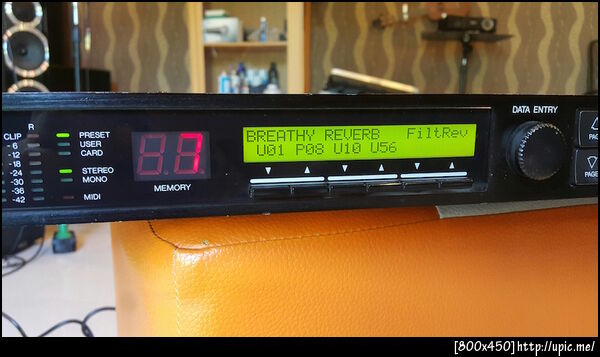 DATA ENTRY
R
CLIP
-6
-12
-18
-24
-30
-36
-42
PRESET
USER
CARD
STEREO
MONO
MIDI
1
MEMORY
BREATHY REVERB FiltRev
U01 P08 U10 U56
PAGE
[800x450]http://upic.me/